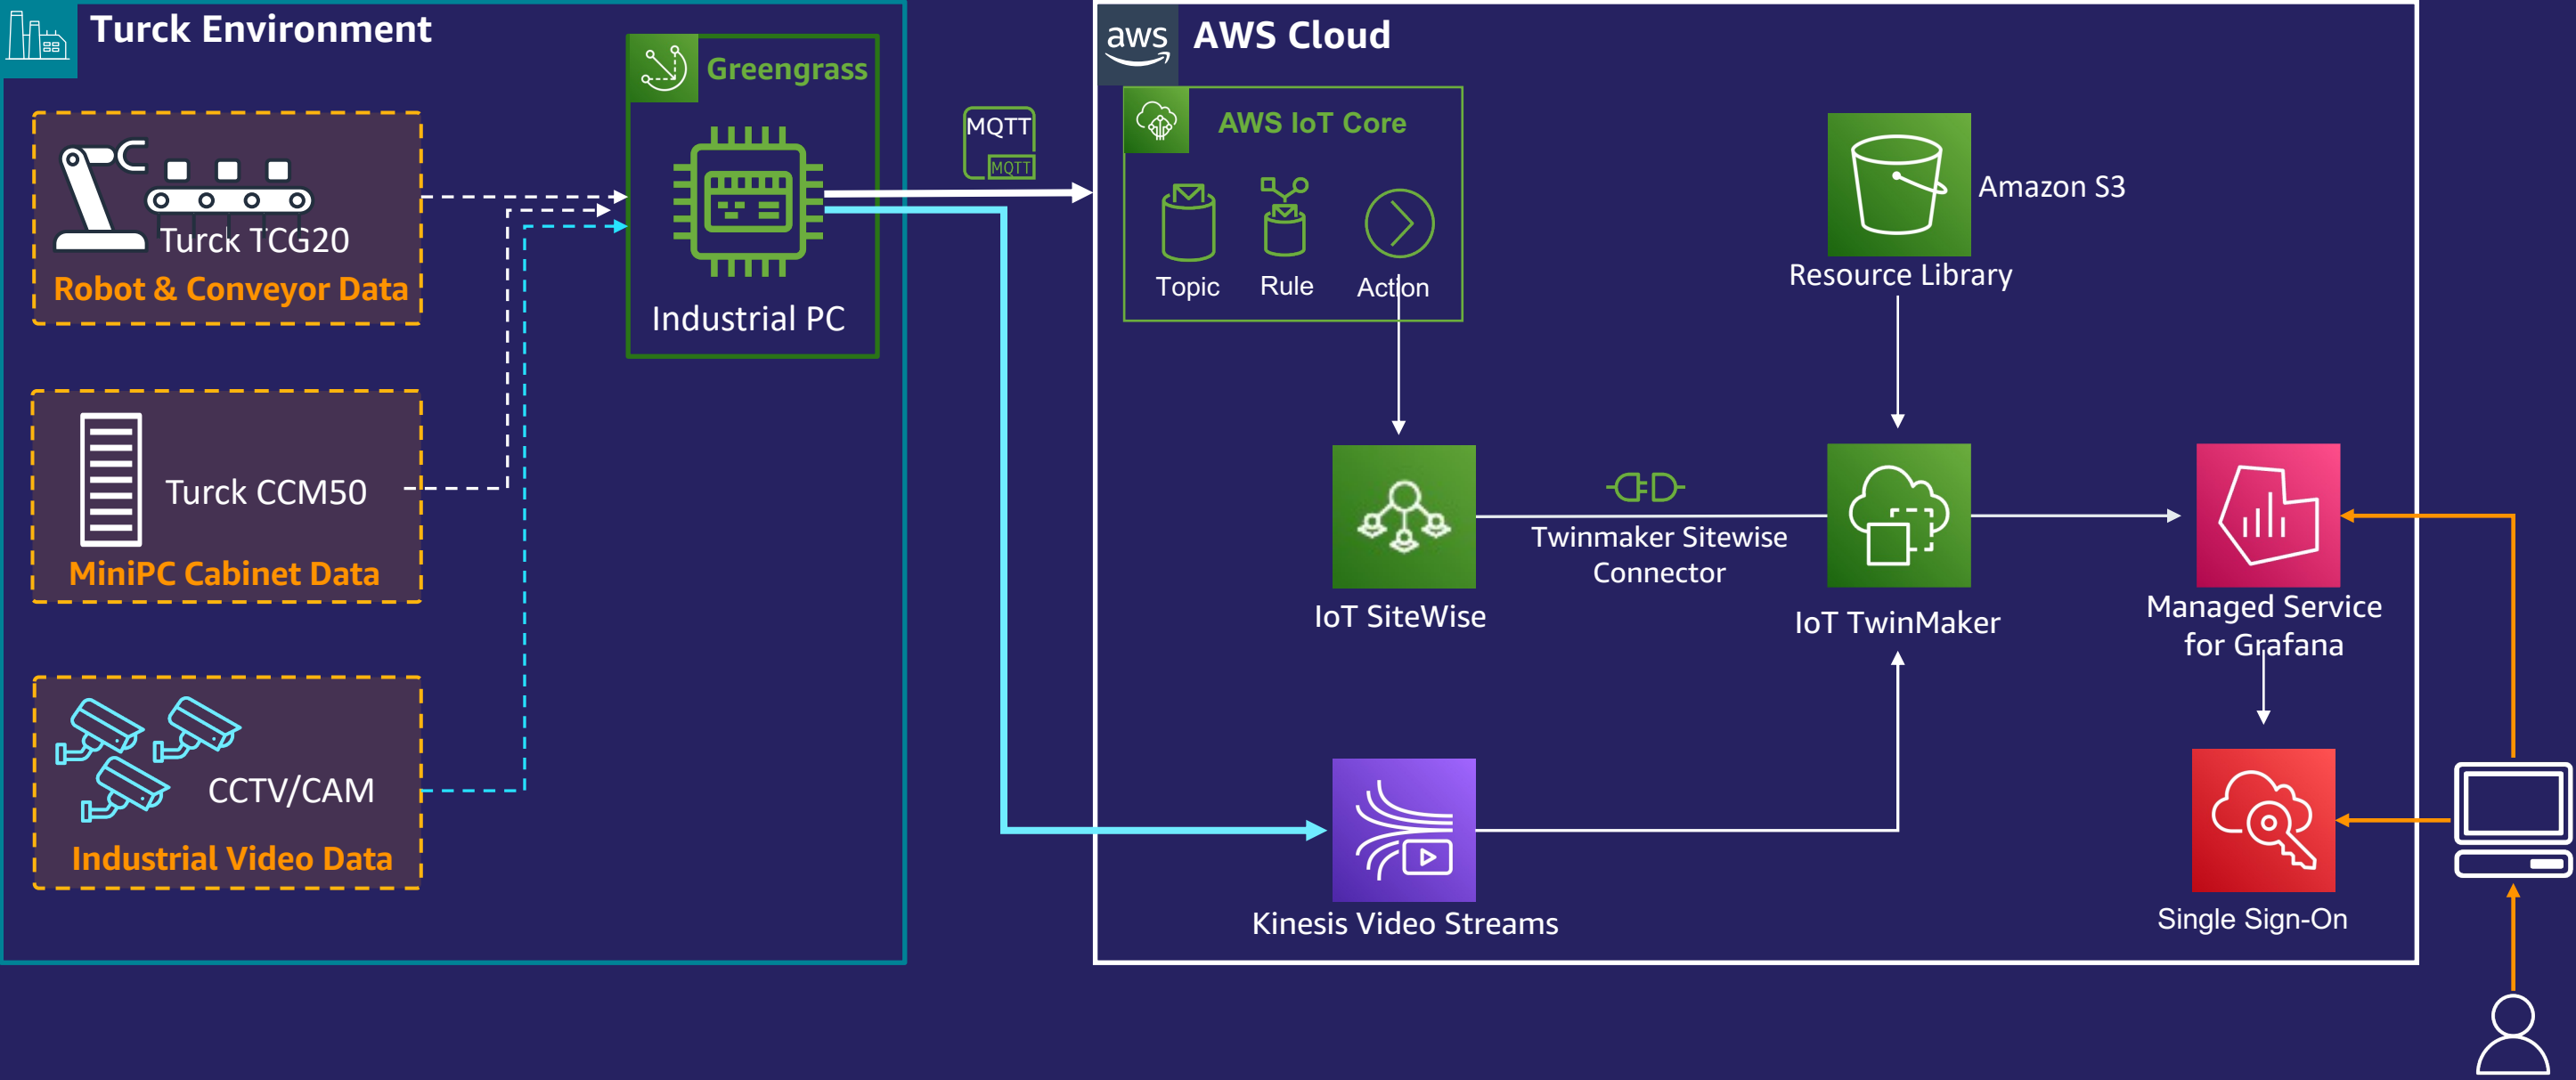 Turck Environment
Turck TCG20
Robot & Conveyor Data
Turck CCM50
MiniPC Cabinet Data
CCTV/CAM
Industrial Video Data
Greengrass
Industrial PC
MQTT
MQTT
aws
AWS Cloud
AWS IoT Core
Topic
Rule
Action
Amazon S3
Resource Library
IoT SiteWise
Twinmaker Sitewise
Connector
IoT TwinMaker
Managed Service
for Grafana
Kinesis Video Streams
Single Sign-On